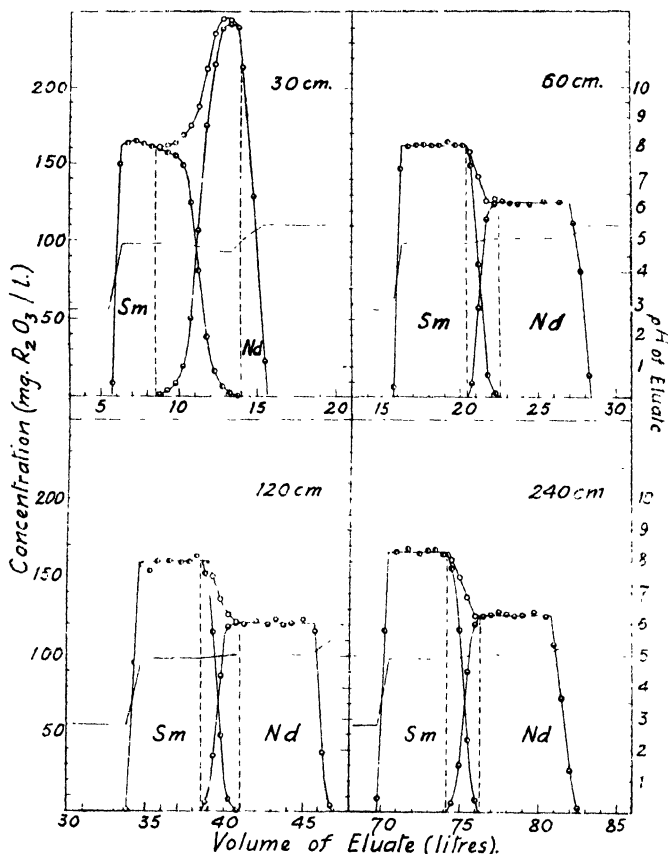 Concentration (mg. R₂O₃ / l.)
pH of Eluate
30 cm.
200
150
100
50
Sm
Nd
5 10 15 20
60 cm.
10
9
8
7
6
5
4
3
2
1
Sm
Nd
15 20 25 30
120 cm
200
150
100
50
Sm
Nd
30 35 40 45
240 cm
10
9
8
7
6
5
4
3
2
1
Sm
Nd
70 75 80 85
Volume of Eluate (litres).